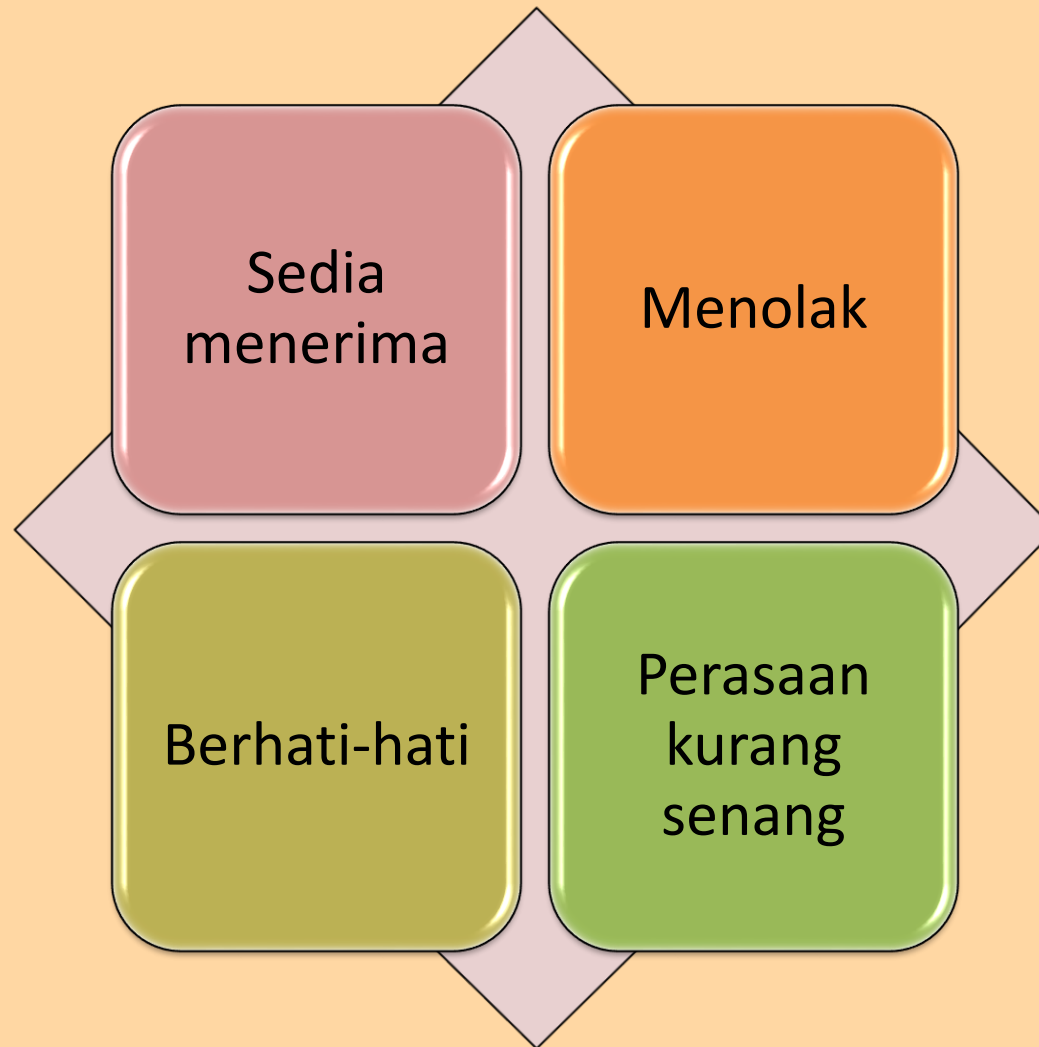 Sedia
menerima
Menolak
Berhati-hati
Perasaan
kurang
senang